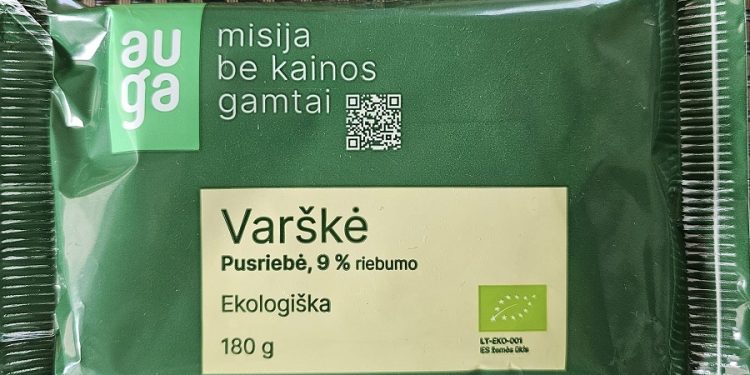 au
ga
misija
be kainos
gamtai
Varškė
Pusriebė, 9 % riebumo
Ekologiška
180 g
LT-EKO-001
ES žemės ūkis